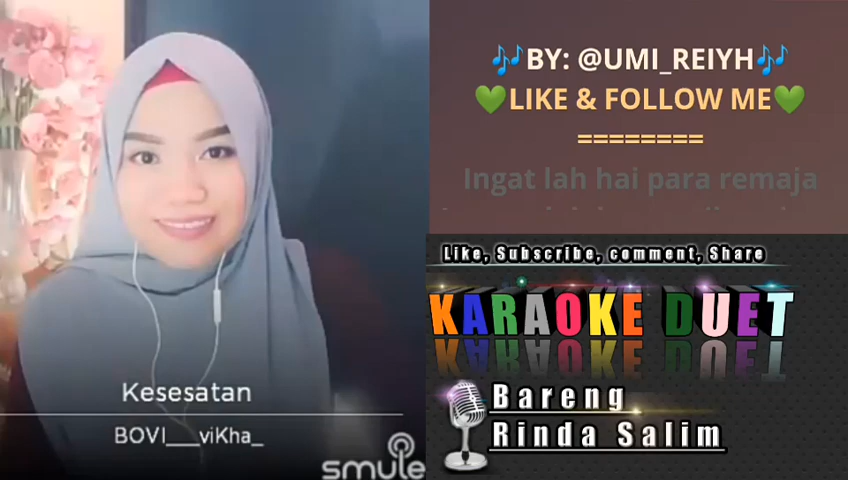 Kesesatan
BOVI___viKha_
smule
🎶BY: @UMI_REIYH🎶
💚LIKE & FOLLOW ME💚
========
Ingat lah hai para remaja
Like, Subscribe, comment, Share
KARAOKE DUET
Bareng
Rinda Salim